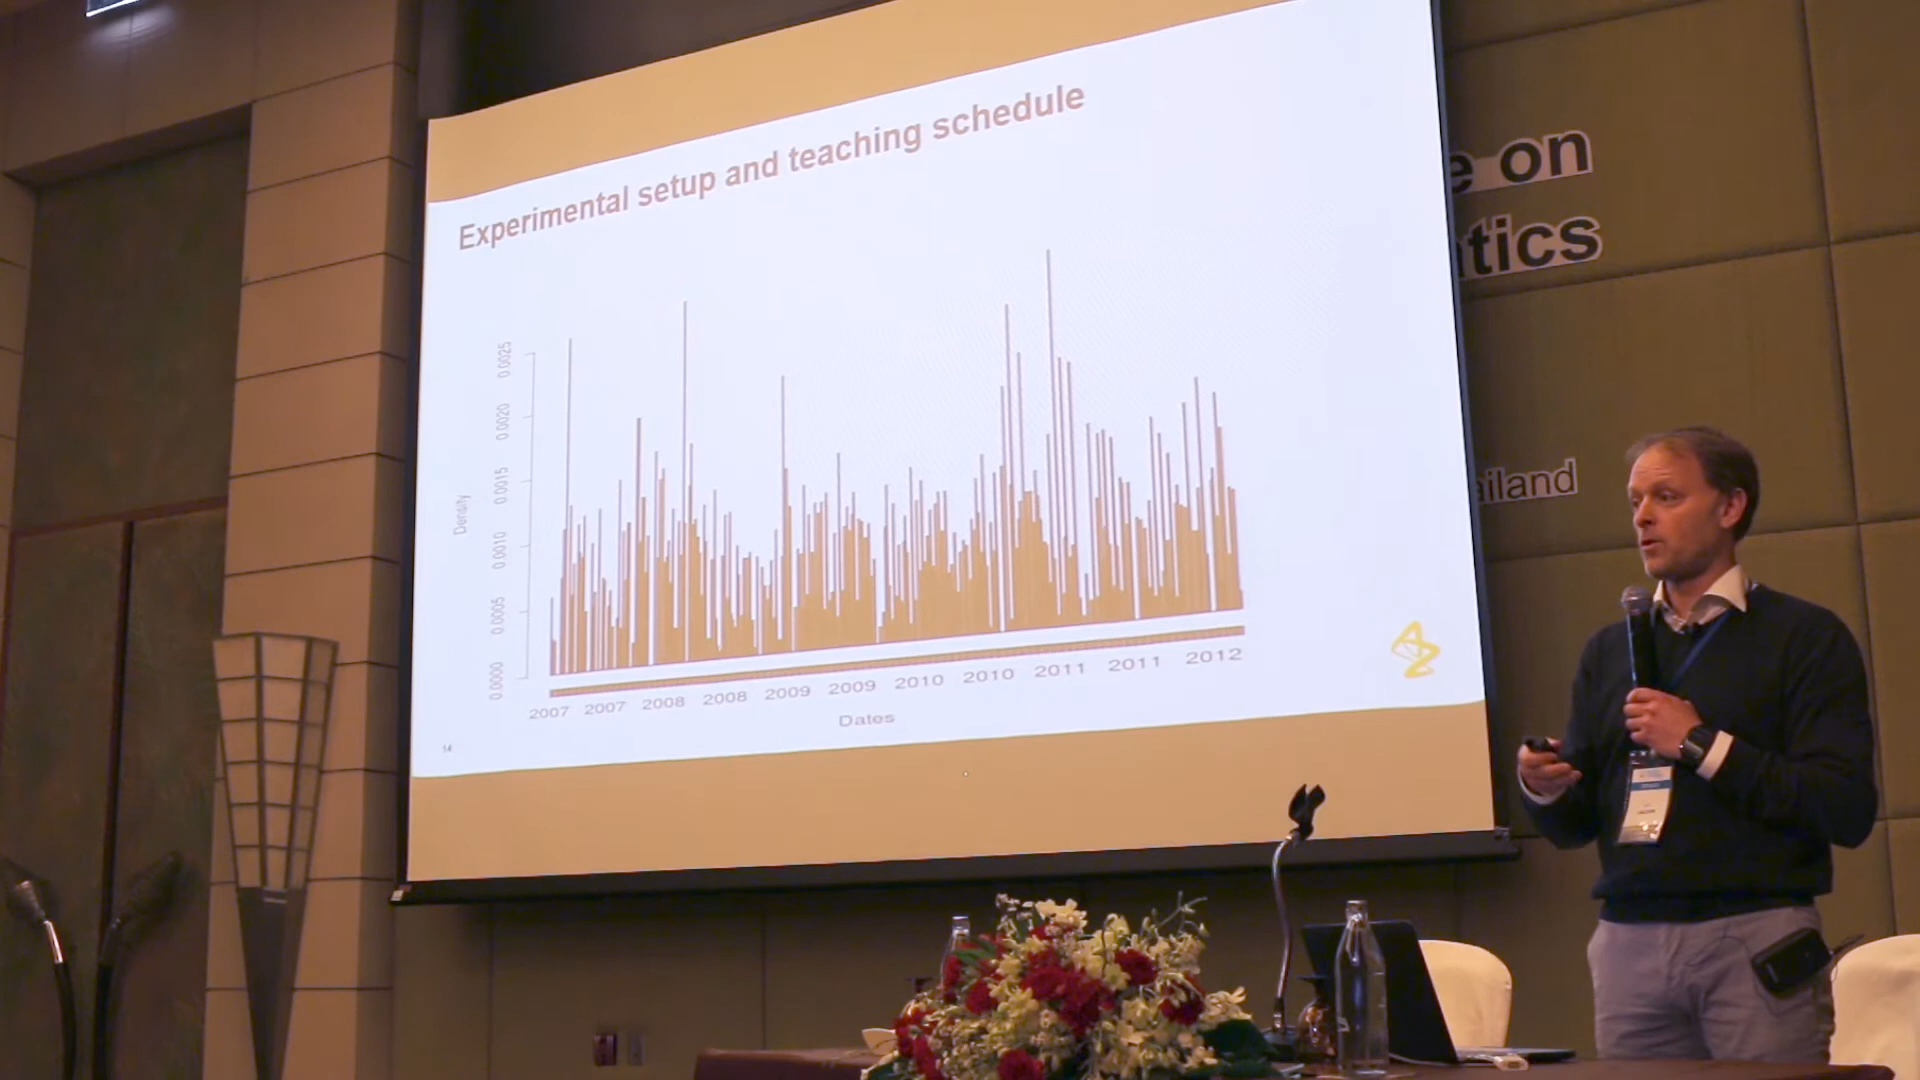 Experimental setup and teaching schedule
Density
0.0000 0.0005 0.0010 0.0015 0.0020 0.0025
2007 2007 2008 2008 2009 2009 2010 2010 2011 2011 2012
Dates
14
e on
tics
ailand